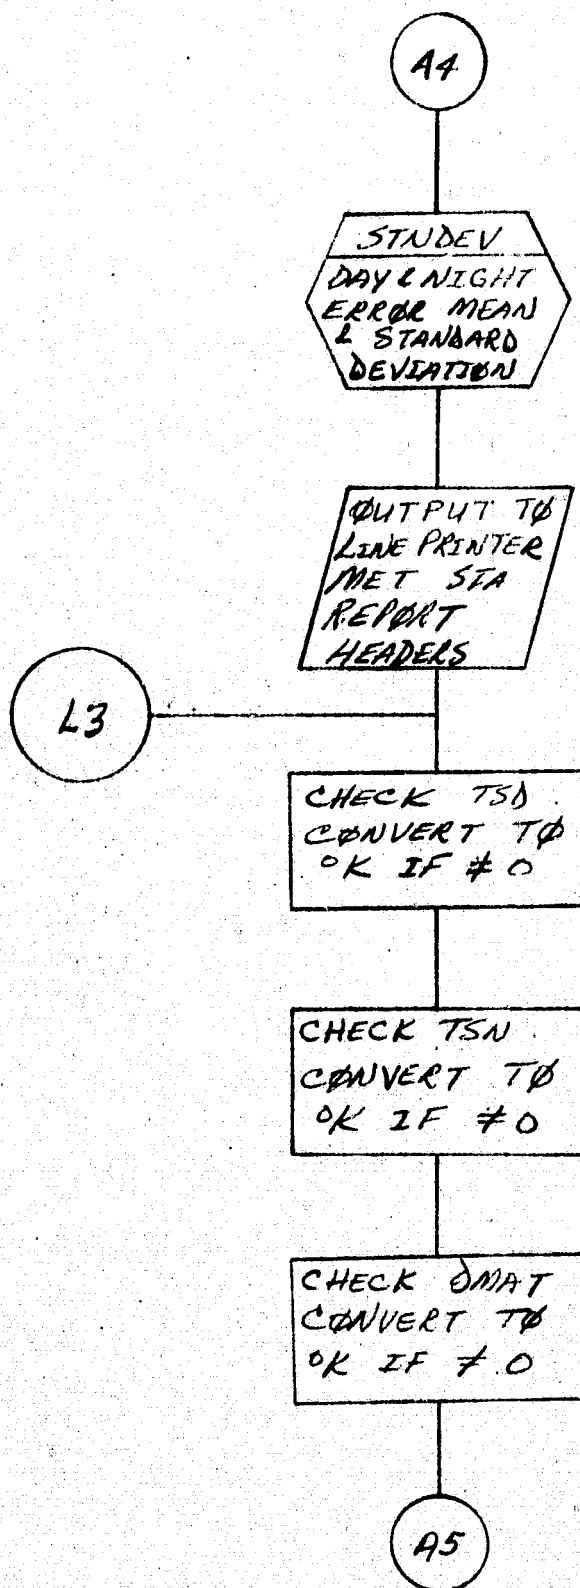 A4
STNDEV
DAY & NIGHT
ERRØR MEAN
& STANDARD
DEVIATIØN
ØUTPUT TØ
LINE PRINTER
MET STA
REPØRT
HEADERS
L3
CHECK TSD
CØNVERT TØ
°K IF ≠ 0
CHECK TSN
CØNVERT TØ
°K IF ≠ 0
CHECK DMAT
CØNVERT TØ
°K IF ≠ 0
A5